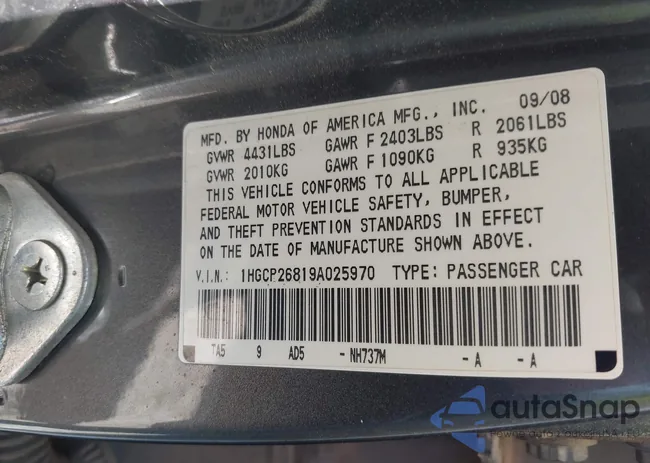 MFD. BY HONDA OF AMERICA MFG., INC. 09/08
GVWR 4431LBS GAWR F 2403LBS R 2061LBS
GVWR 2010KG GAWR F 1090KG R 935KG
THIS VEHICLE CONFORMS TO ALL APPLICABLE
FEDERAL MOTOR VEHICLE SAFETY, BUMPER,
AND THEFT PREVENTION STANDARDS IN EFFECT
ON THE DATE OF MANUFACTURE SHOWN ABOVE.
V.I.N.: 1HGCP26819A025970 TYPE: PASSENGER CAR
TA5 9 AD5 -NH737M -A -A
autoSnap